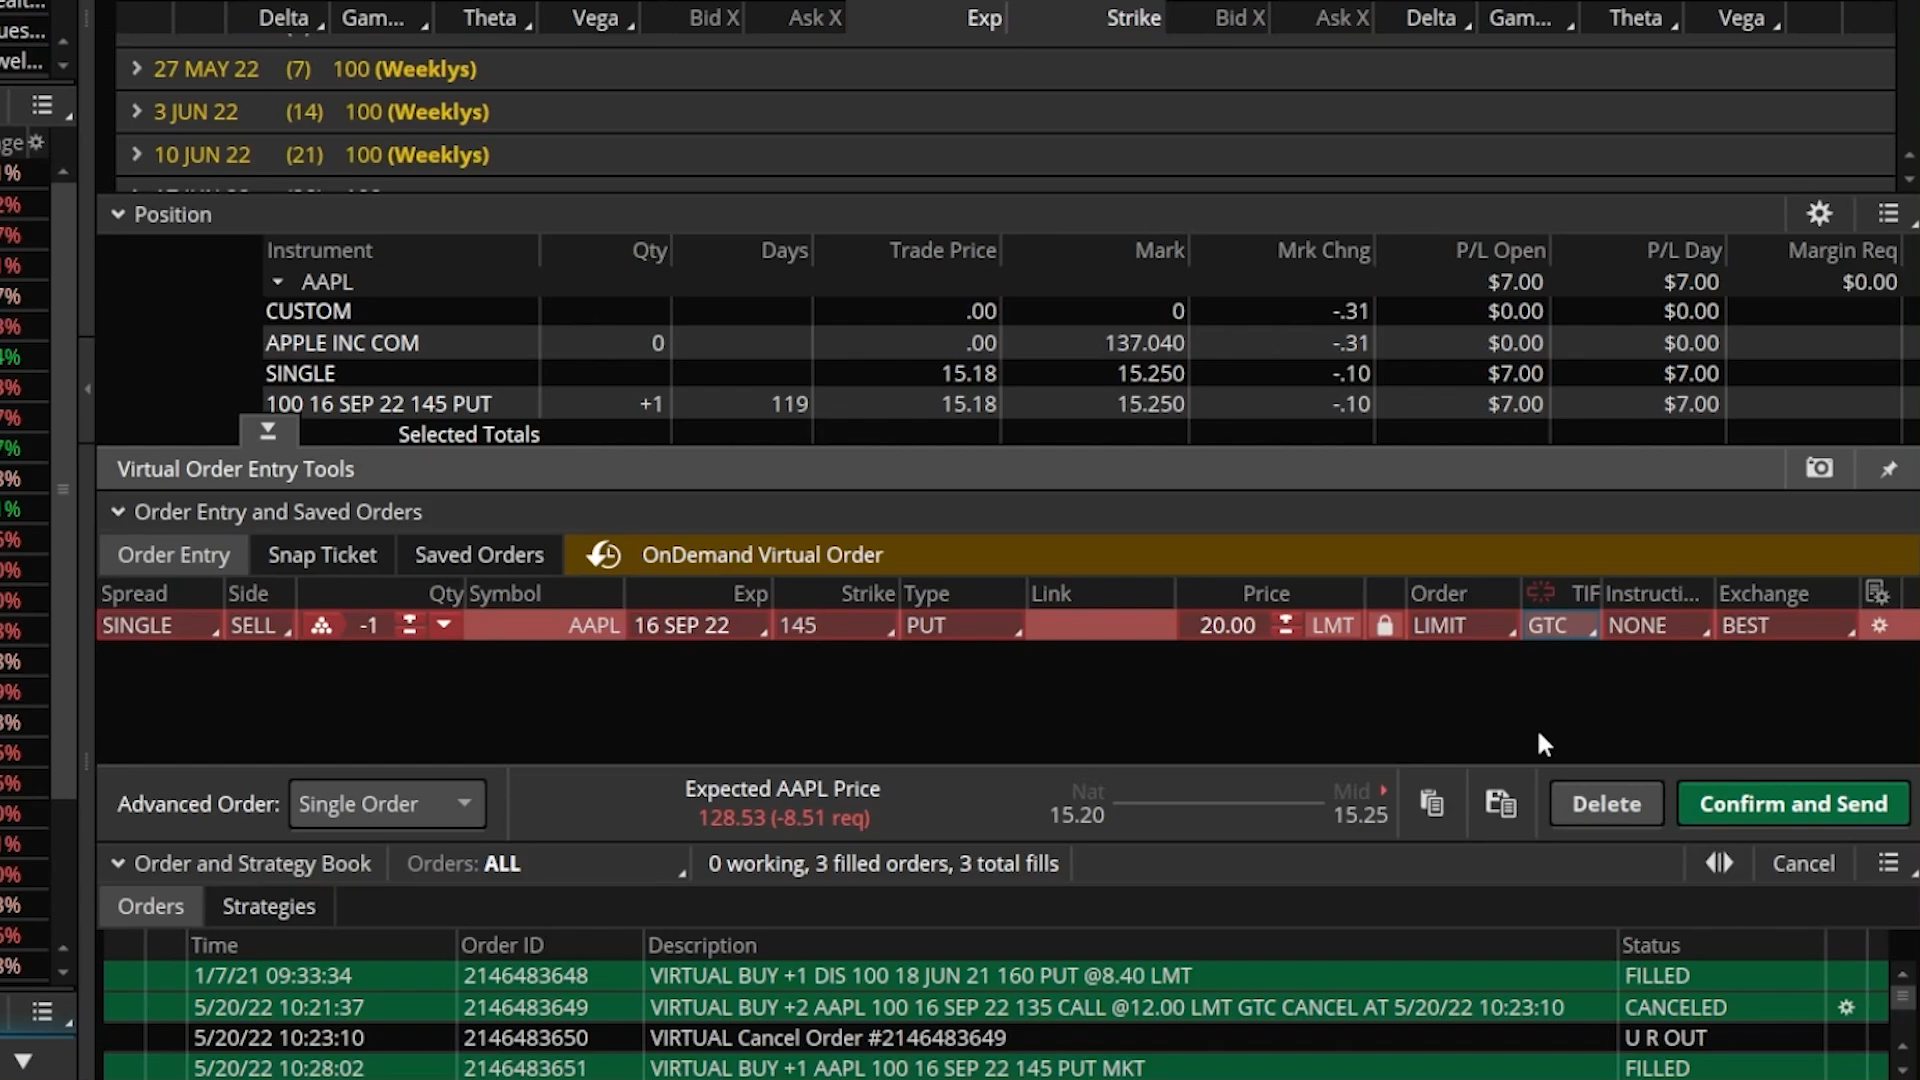 ealt...
ues...
wel...
Delta Gam... Theta Vega Bid X Ask X Exp Strike Bid X Ask X Delta Gam... Theta Vega
27 MAY 22 (7) 100 (Weeklys)
3 JUN 22 (14) 100 (Weeklys)
10 JUN 22 (21) 100 (Weeklys)
Position
Instrument Qty Days Trade Price Mark Mrk Chng P/L Open P/L Day Margin Req
AAPL $7.00 $7.00 $0.00
CUSTOM .00 0 -.31 $0.00 $0.00
APPLE INC COM 0 .00 137.040 -.31 $0.00 $0.00
SINGLE 15.18 15.250 -.10 $7.00 $7.00
100 16 SEP 22 145 PUT +1 119 15.18 15.250 -.10 $7.00 $7.00
Selected Totals
Virtual Order Entry Tools
Order Entry and Saved Orders
Order Entry Snap Ticket Saved Orders OnDemand Virtual Order
Spread Side Qty Symbol Exp Strike Type Link Price Order TIF Instructi... Exchange
SINGLE SELL -1 AAPL 16 SEP 22 145 PUT 20.00 LMT LIMIT GTC NONE BEST
Advanced Order: Single Order
Expected AAPL Price
128.53 (-8.51 req)
Nat Mid
15.20 15.25
Delete Confirm and Send
Order and Strategy Book Orders: ALL 0 working, 3 filled orders, 3 total fills Cancel
Orders Strategies
Time Order ID Description Status
1/7/21 09:33:34 2146483648 VIRTUAL BUY +1 DIS 100 18 JUN 21 160 PUT @8.40 LMT FILLED
5/20/22 10:21:37 2146483649 VIRTUAL BUY +2 AAPL 100 16 SEP 22 135 CALL @12.00 LMT GTC CANCEL AT 5/20/22 10:23:10 CANCELED
5/20/22 10:23:10 2146483650 VIRTUAL Cancel Order #2146483649 U R OUT
5/20/22 10:28:02 2146483651 VIRTUAL BUY +1 AAPL 100 16 SEP 22 145 PUT MKT FILLED